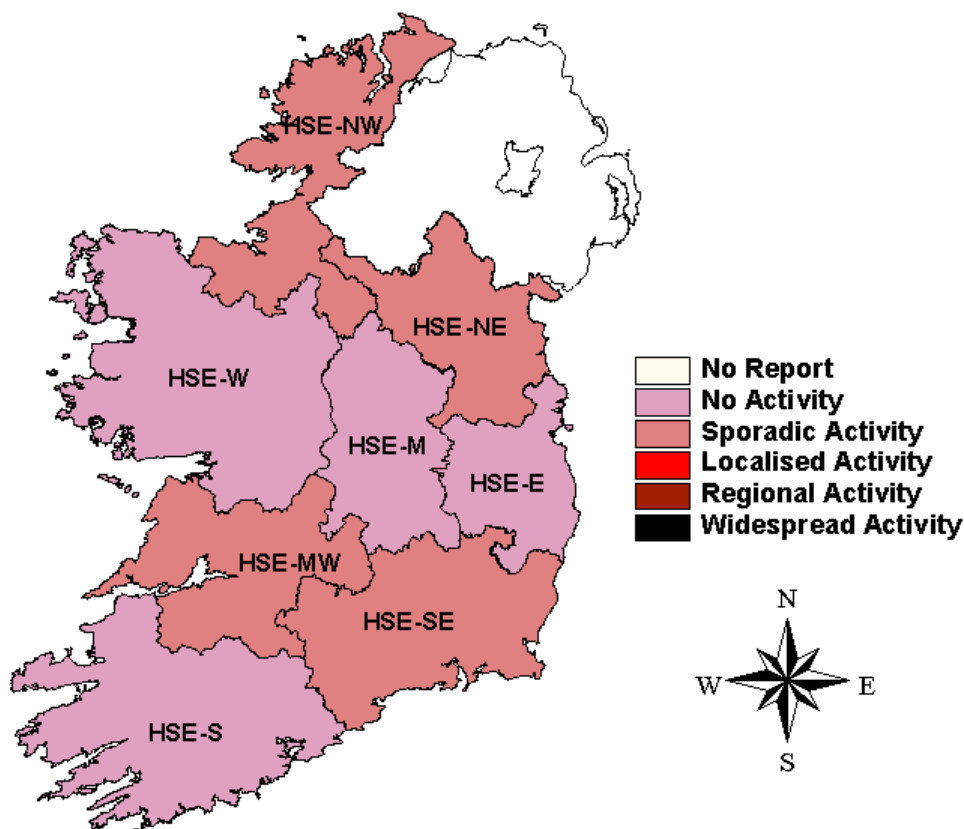 HSE-NW
HSE-NE
HSE-W
HSE-M
HSE-E
HSE-MW
HSE-SE
HSE-S
No Report
No Activity
Sporadic Activity
Localised Activity
Regional Activity
Widespread Activity
N
W E
S